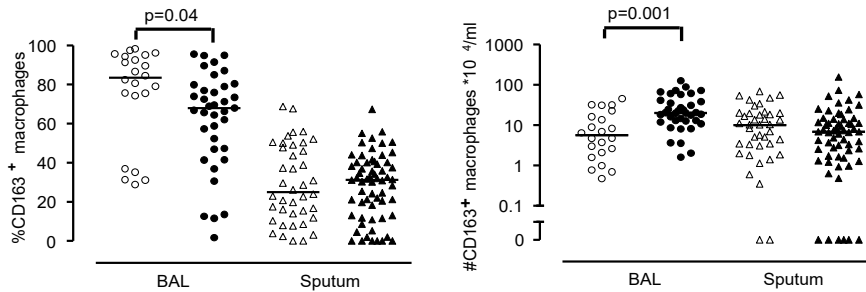 p=0.04
%CD163+ macrophages
100
80
60
40
20
0
BAL
Sputum
p=0.001
#CD163+ macrophages *10 4/ml
1000
100
10
1
0.1
0
BAL
Sputum